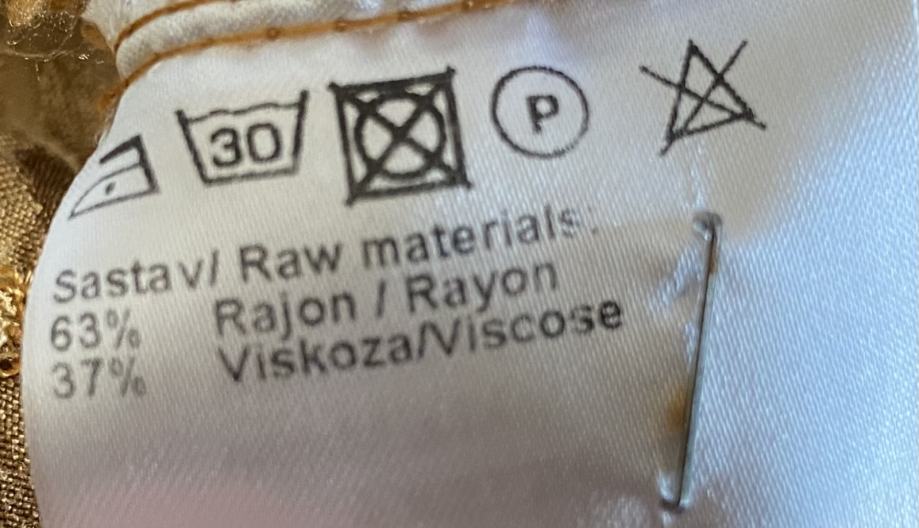 30 P
Sastav/ Raw materials:
63% Rajon / Rayon
37% Viskoza/Viscose